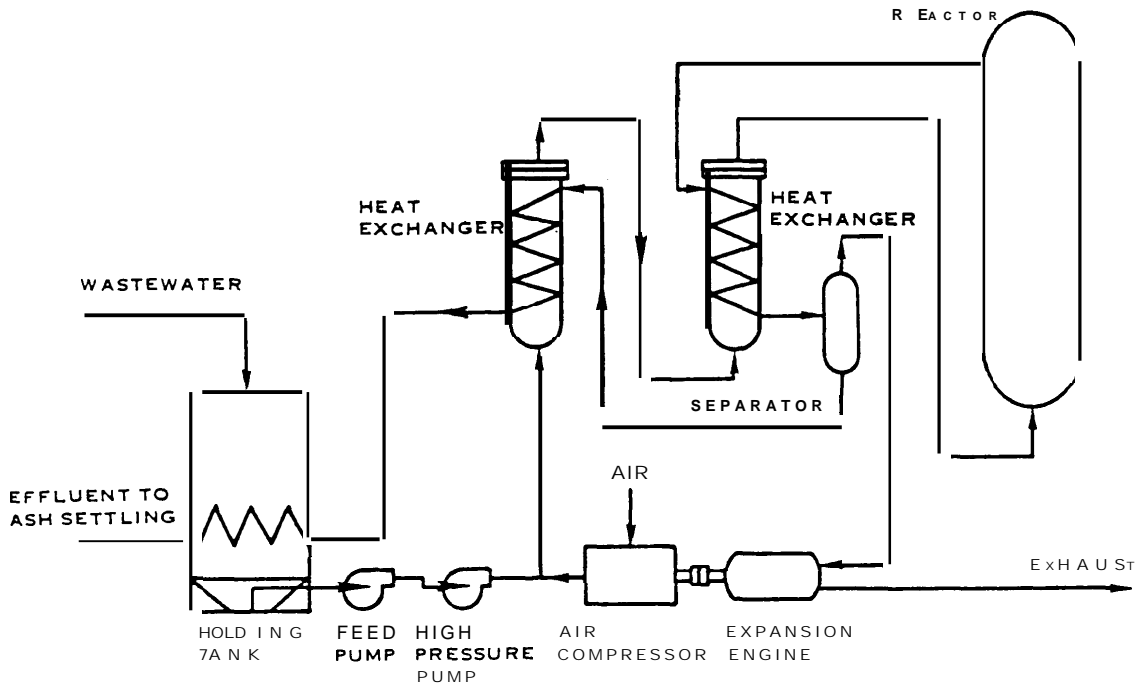 REACTOR
HEAT
EXCHANGER
HEAT
EXCHANGER
WASTEWATER
SEPARATOR
AIR
EFFLUENT TO
ASH SETTLING
EXHAUST
HOLDING
7ANK
FEED
PUMP
HIGH
PRESSURE
PUMP
AIR
COMPRESSOR
EXPANSION
ENGINE